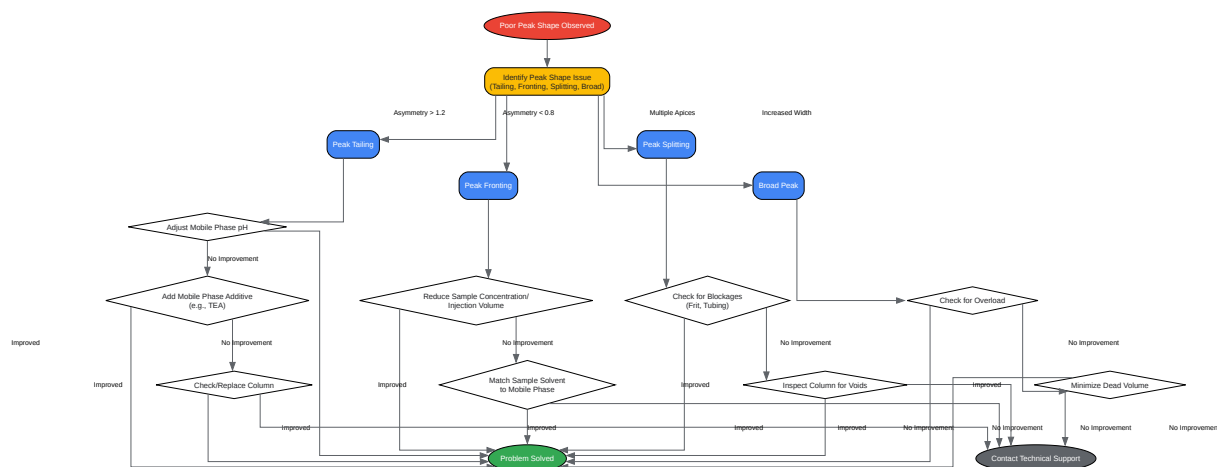 Poor Peak Shape Observed
Identify Peak Shape Issue
(Tailing, Fronting, Splitting, Broad)
Asymmetry > 1.2
Asymmetry < 0.8
Multiple Apices
Increased Width
Peak Tailing
Peak Splitting
Peak Fronting
Broad Peak
Adjust Mobile Phase pH
No Improvement
Add Mobile Phase Additive
(e.g., TEA)
Reduce Sample Concentration/
Injection Volume
Check for Blockages
(Frit, Tubing)
Check for Overload
Improved
No Improvement
No Improvement
No Improvement
No Improvement
Improved
Check/Replace Column
Improved
Match Sample Solvent
to Mobile Phase
Improved
Inspect Column for Voids
Improved
Minimize Dead Volume
Improved
Improved
Improved
Improved
No Improvement
No Improvement
No Improvement
No Improvement
Problem Solved
Contact Technical Support